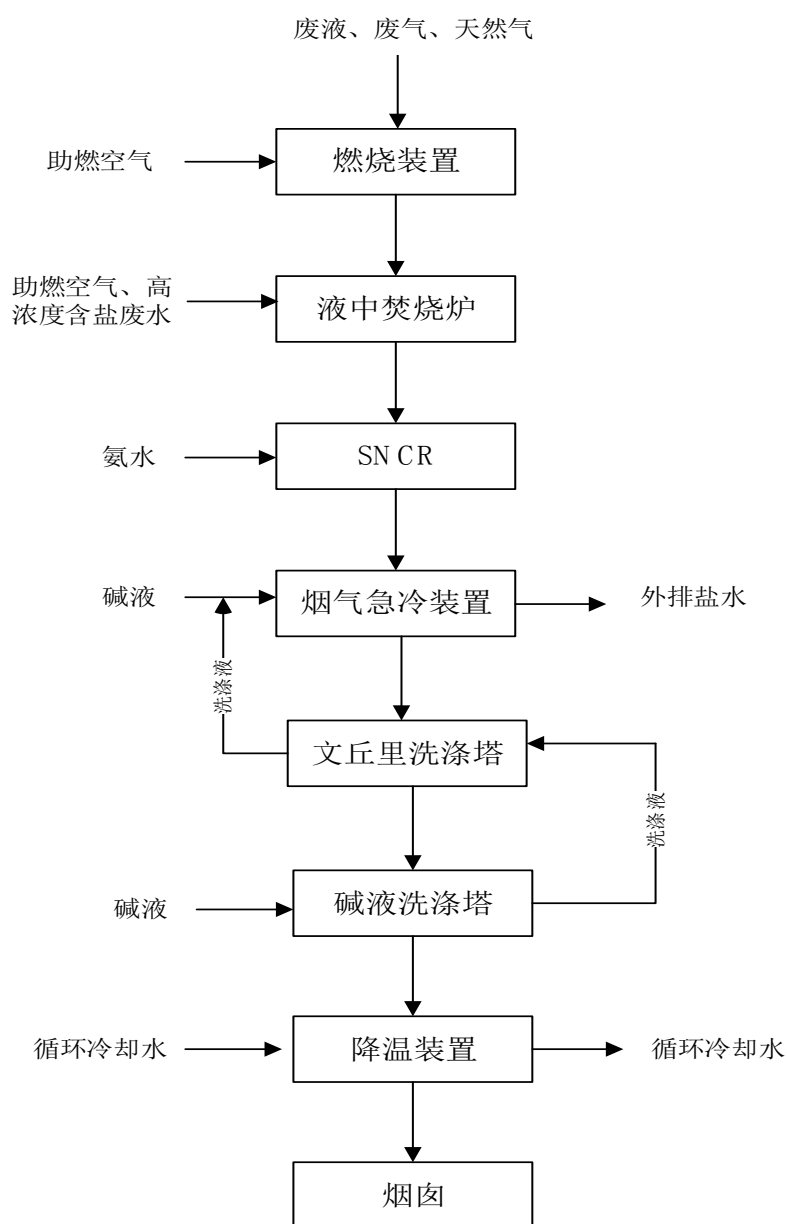 废液、废气、天然气
助燃空气
燃烧装置
助燃空气、高
浓度含盐废水
液中焚烧炉
氨水
SNCR
碱液
烟气急冷装置
外排盐水
洗涤液
文丘里洗涤塔
洗涤液
碱液
碱液洗涤塔
循环冷却水
降温装置
循环冷却水
烟囱